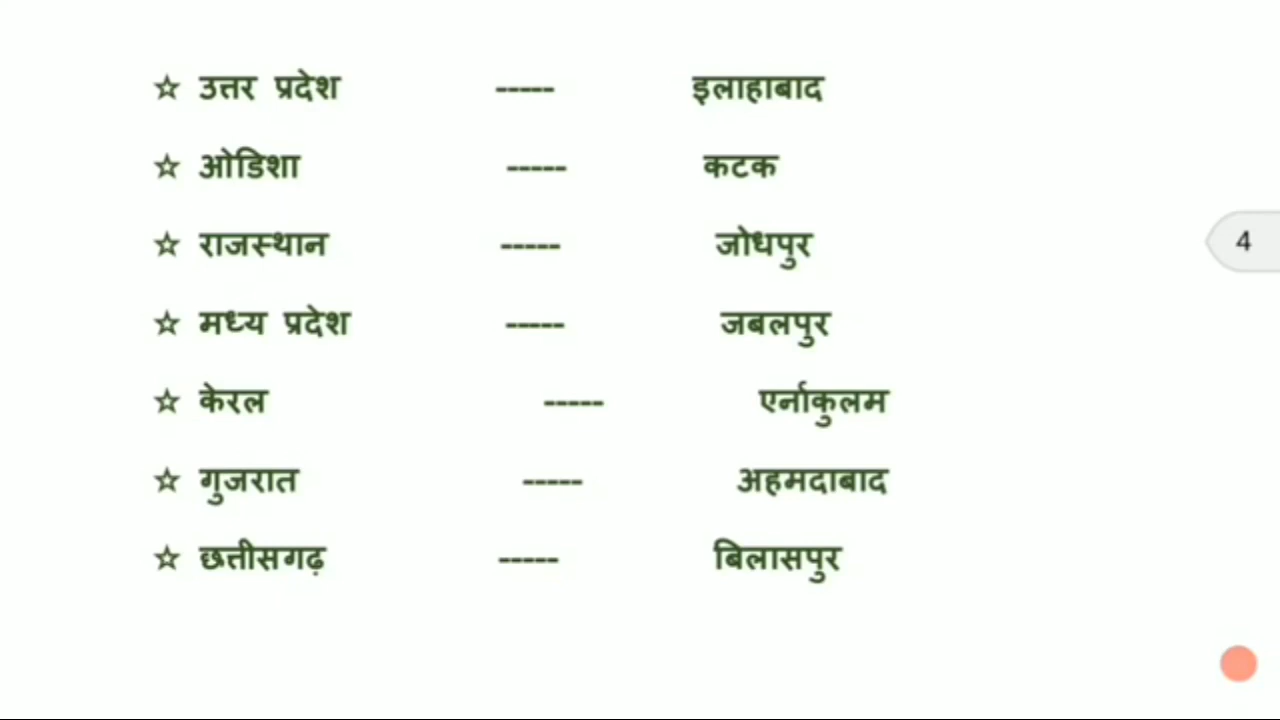 ☆ उत्तर प्रदेश ----- इलाहाबाद
☆ ओडिशा ----- कटक
☆ राजस्थान ----- जोधपुर
4
☆ मध्य प्रदेश ----- जबलपुर
☆ केरल ----- एर्नाकुलम
☆ गुजरात ----- अहमदाबाद
☆ छत्तीसगढ़ ----- बिलासपुर